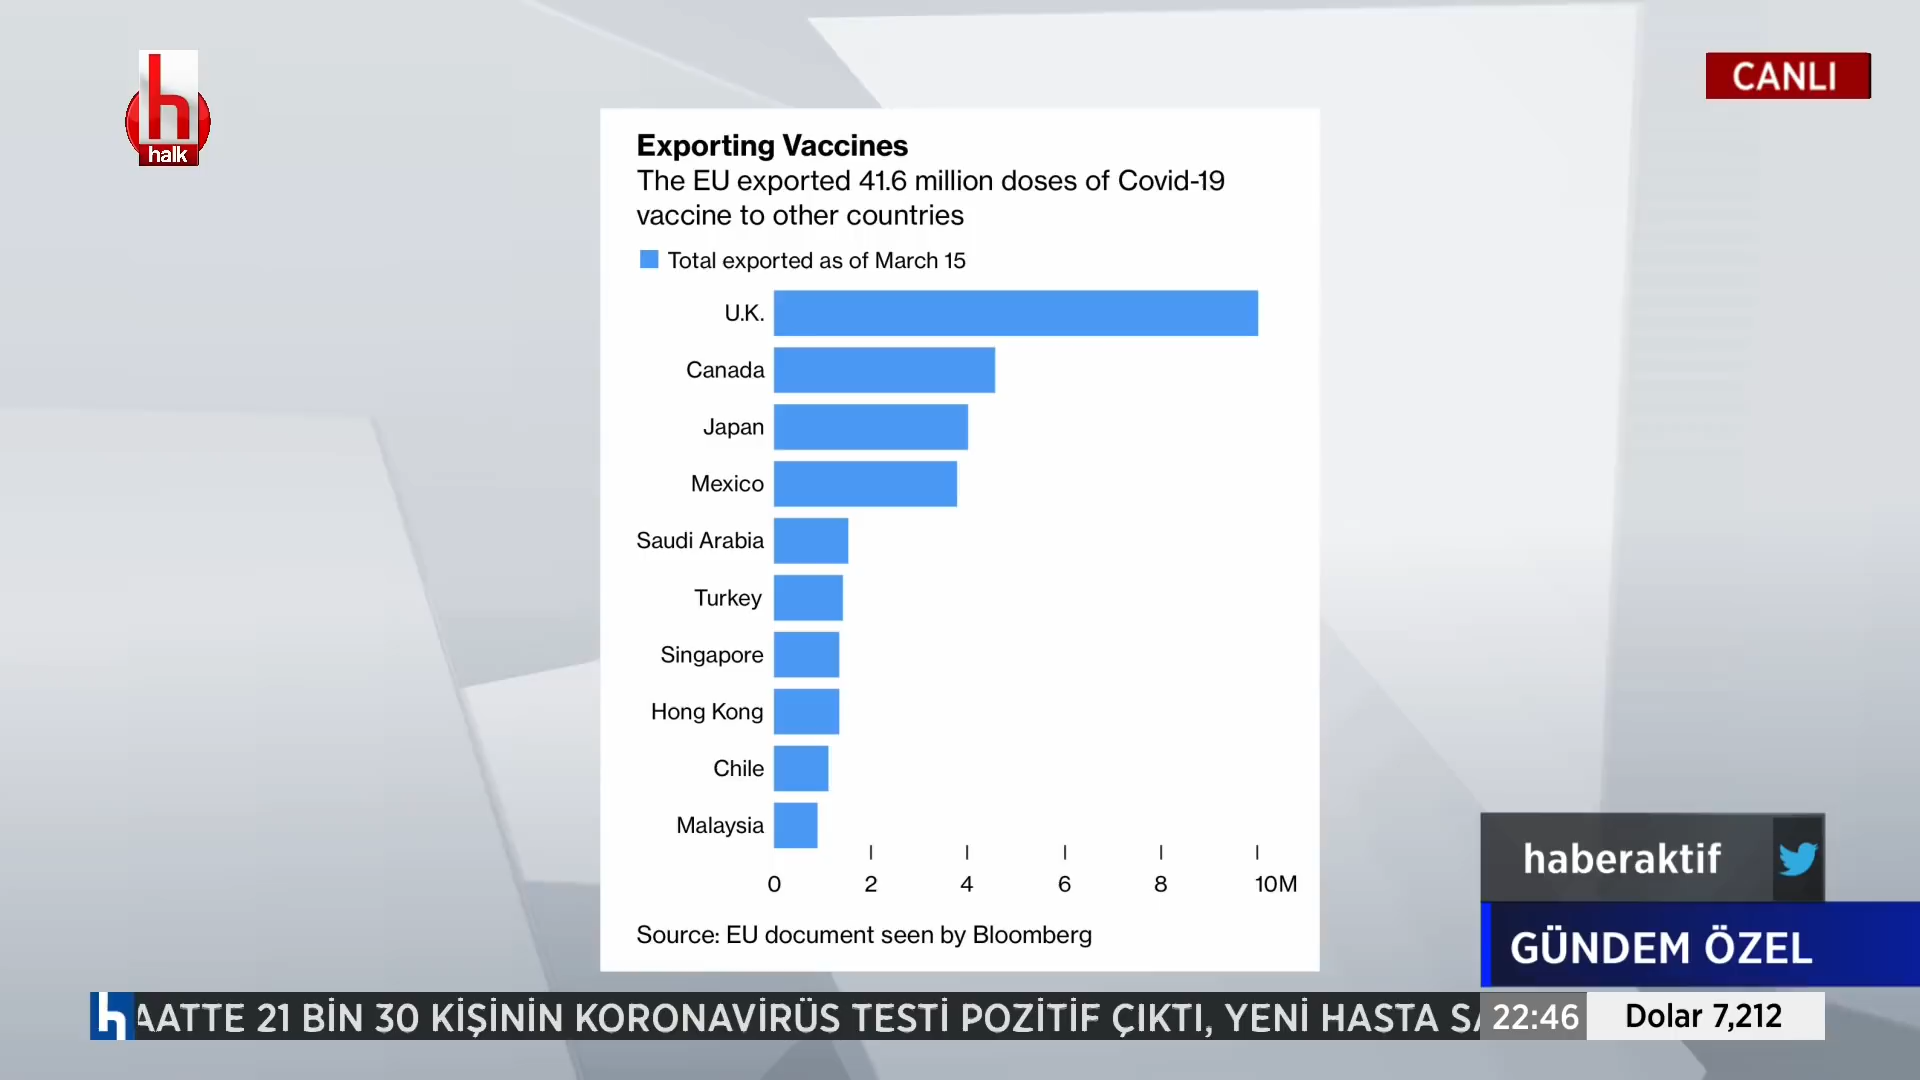 h
halk
CANLI
Exporting Vaccines
The EU exported 41.6 million doses of Covid-19
vaccine to other countries
Total exported as of March 15
U.K.
Canada
Japan
Mexico
Saudi Arabia
Turkey
Singapore
Hong Kong
Chile
Malaysia
0 2 4 6 8 10M
Source: EU document seen by Bloomberg
haberaktif
GÜNDEM ÖZEL
h AATTE 21 BİN 30 KİŞİNİN KORONAVİRÜS TESTİ POZİTİF ÇIKTI, YENİ HASTA SA 22:46 Dolar 7,212